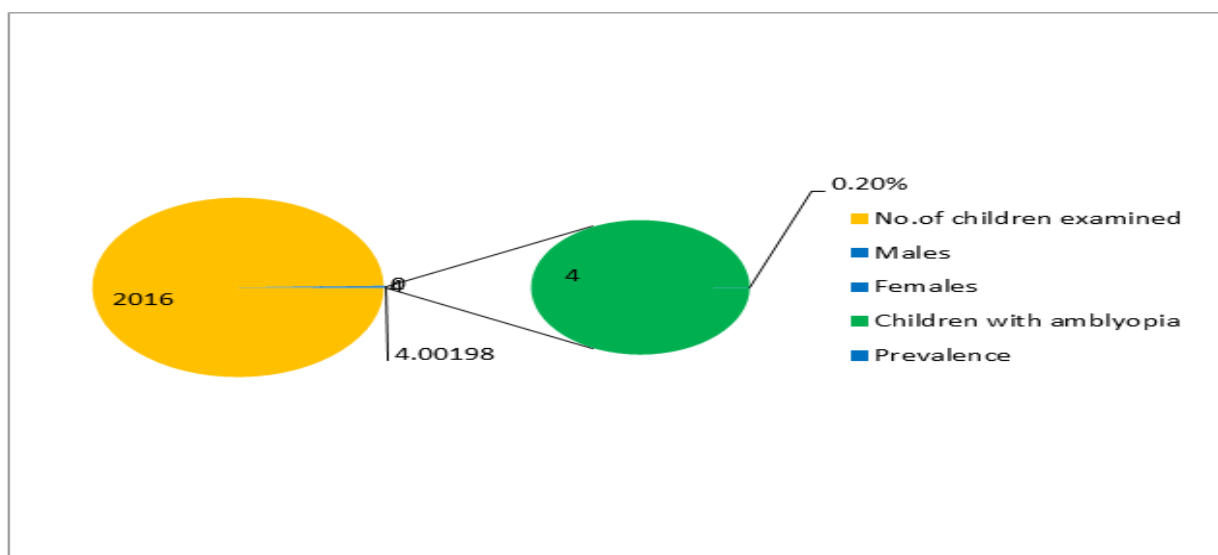 0.20%
No.of children examined
Males
Females
Children with amblyopia
Prevalence
2016
4
4.00198